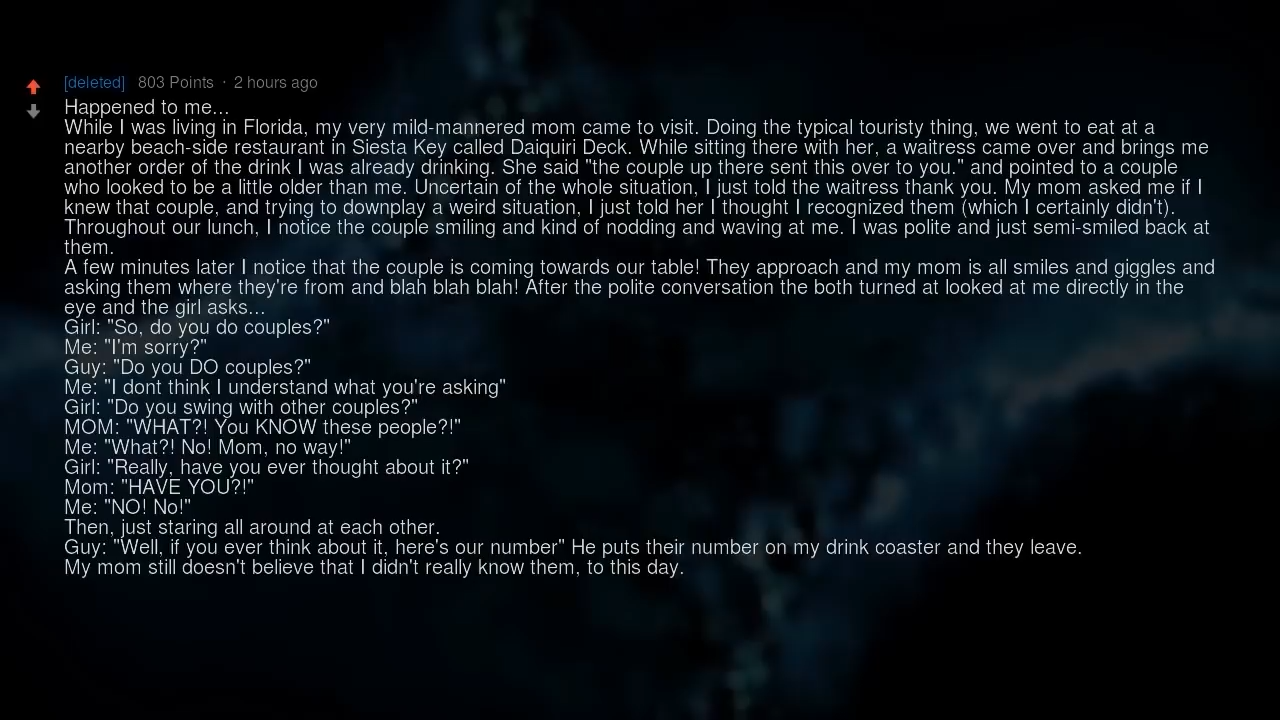 [deleted] 803 Points · 2 hours ago
Happened to me...
While I was living in Florida, my very mild-mannered mom came to visit. Doing the typical touristy thing, we went to eat at a
nearby beach-side restaurant in Siesta Key called Daiquiri Deck. While sitting there with her, a waitress came over and brings me
another order of the drink I was already drinking. She said "the couple up there sent this over to you." and pointed to a couple
who looked to be a little older than me. Uncertain of the whole situation, I just told the waitress thank you. My mom asked me if I
knew that couple, and trying to downplay a weird situation, I just told her I thought I recognized them (which I certainly didn't).
Throughout our lunch, I notice the couple smiling and kind of nodding and waving at me. I was polite and just semi-smiled back at
them.
A few minutes later I notice that the couple is coming towards our table! They approach and my mom is all smiles and giggles and
asking them where they're from and blah blah blah! After the polite conversation the both turned at looked at me directly in the
eye and the girl asks...
Girl: "So, do you do couples?"
Me: "I'm sorry?"
Guy: "Do you DO couples?"
Me: "I dont think I understand what you're asking"
Girl: "Do you swing with other couples?"
MOM: "WHAT?! You KNOW these people?!"
Me: "What?! No! Mom, no way!"
Girl: "Really, have you ever thought about it?"
Mom: "HAVE YOU?!"
Me: "NO! No!"
Then, just staring all around at each other.
Guy: "Well, if you ever think about it, here's our number" He puts their number on my drink coaster and they leave.
My mom still doesn't believe that I didn't really know them, to this day.